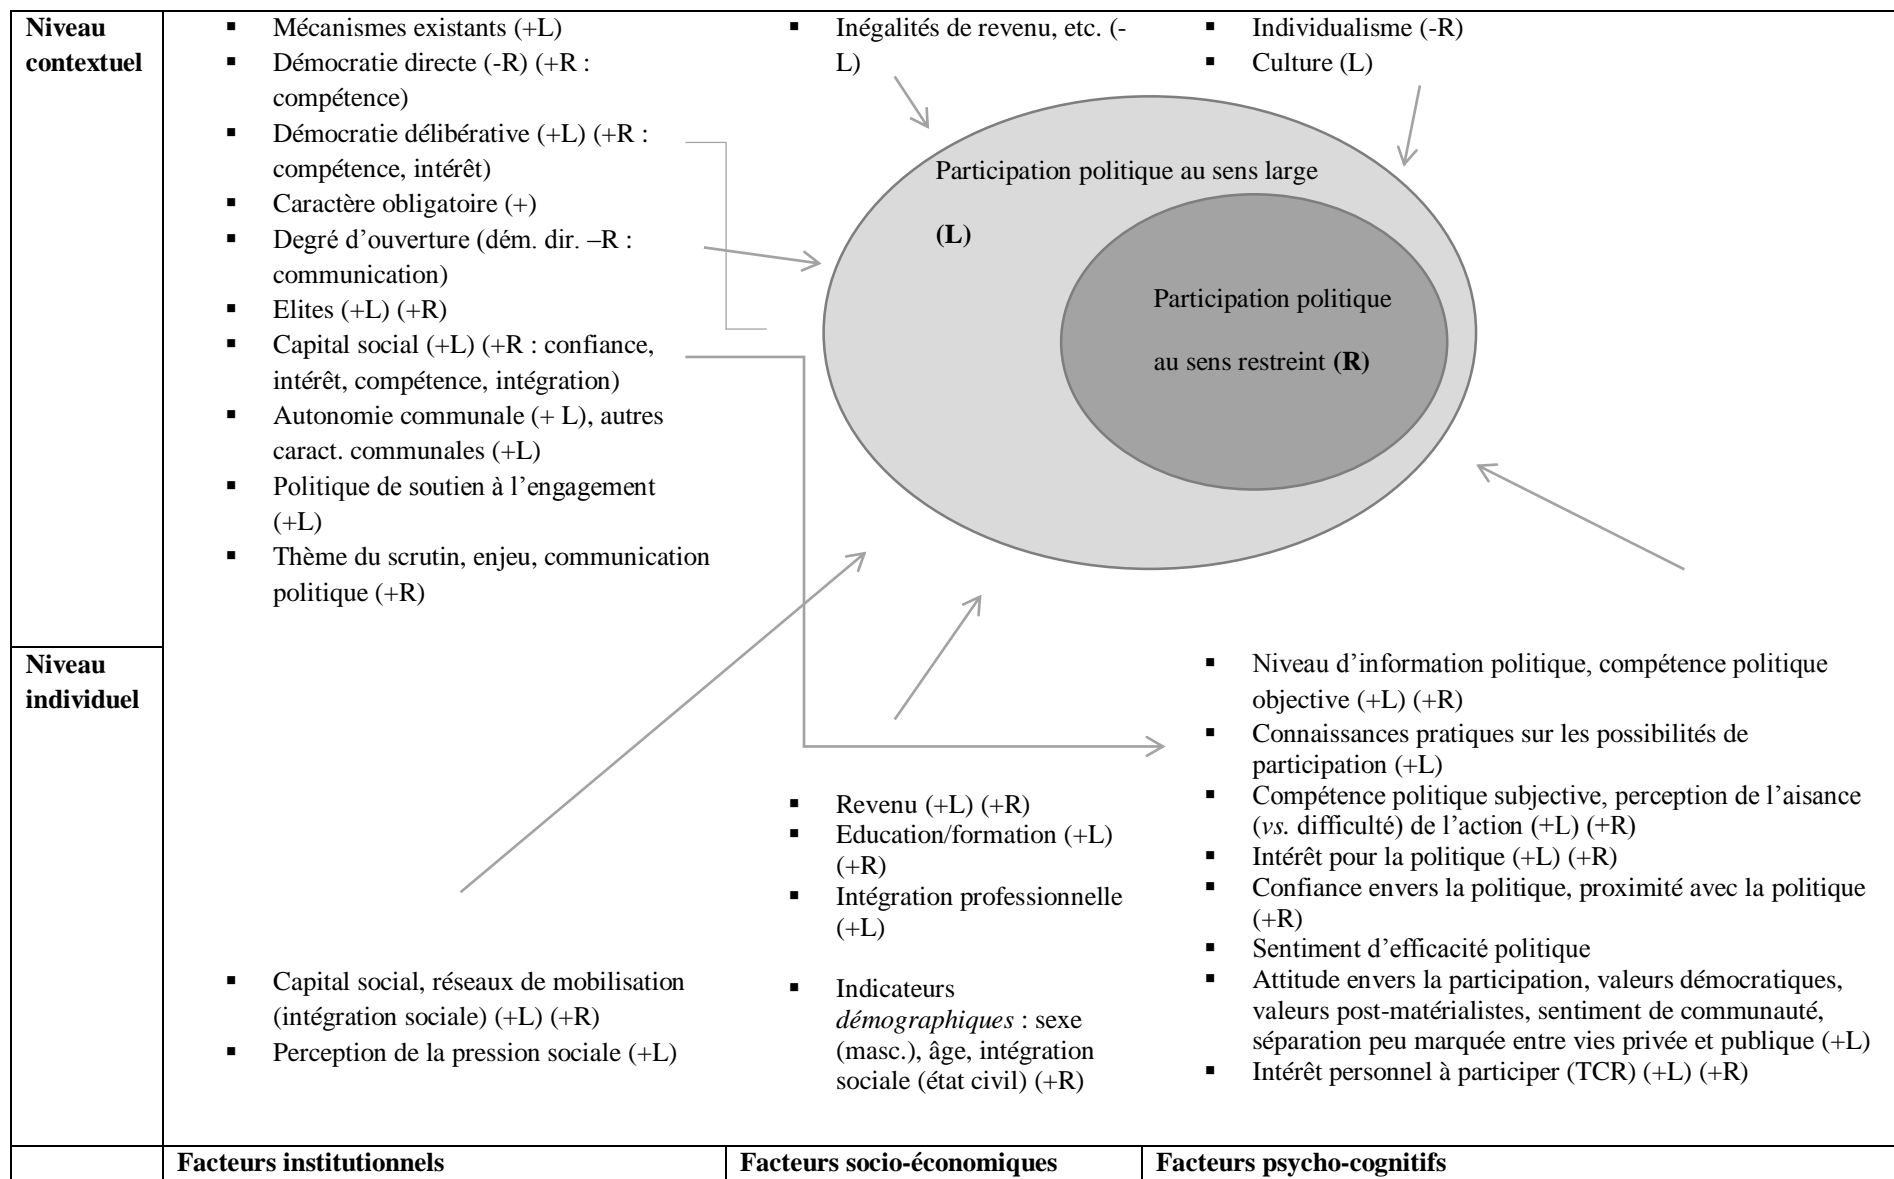 Niveau
contextuel
▪ Mécanismes existants (+L)
▪ Démocratie directe (-R) (+R :
compétence)
▪ Démocratie délibérative (+L) (+R :
compétence, intérêt)
▪ Caractère obligatoire (+)
▪ Degré d’ouverture (dém. dir. –R :
communication)
▪ Elites (+L) (+R)
▪ Capital social (+L) (+R : confiance,
intérêt, compétence, intégration)
▪ Autonomie communale (+ L), autres
caract. communales (+L)
▪ Politique de soutien à l’engagement
(+L)
▪ Thème du scrutin, enjeu, communication
politique (+R)
▪ Inégalités de revenu, etc. (-
L)
▪ Individualisme (-R)
▪ Culture (L)
Participation politique au sens large
(L)
Participation politique
au sens restreint (R)
Niveau
individuel
▪ Capital social, réseaux de mobilisation
(intégration sociale) (+L) (+R)
▪ Perception de la pression sociale (+L)
▪ Revenu (+L) (+R)
▪ Education/formation (+L)
(+R)
▪ Intégration professionnelle
(+L)
▪ Indicateurs
démographiques : sexe
(masc.), âge, intégration
sociale (état civil) (+R)
▪ Niveau d’information politique, compétence politique
objective (+L) (+R)
▪ Connaissances pratiques sur les possibilités de
participation (+L)
▪ Compétence politique subjective, perception de l’aisance
(vs. difficulté) de l’action (+L) (+R)
▪ Intérêt pour la politique (+L) (+R)
▪ Confiance envers la politique, proximité avec la politique
(+R)
▪ Sentiment d’efficacité politique
▪ Attitude envers la participation, valeurs démocratiques,
valeurs post-matérialistes, sentiment de communauté,
séparation peu marquée entre vies privée et publique (+L)
▪ Intérêt personnel à participer (TCR) (+L) (+R)
Facteurs institutionnels
Facteurs socio-économiques
Facteurs psycho-cognitifs